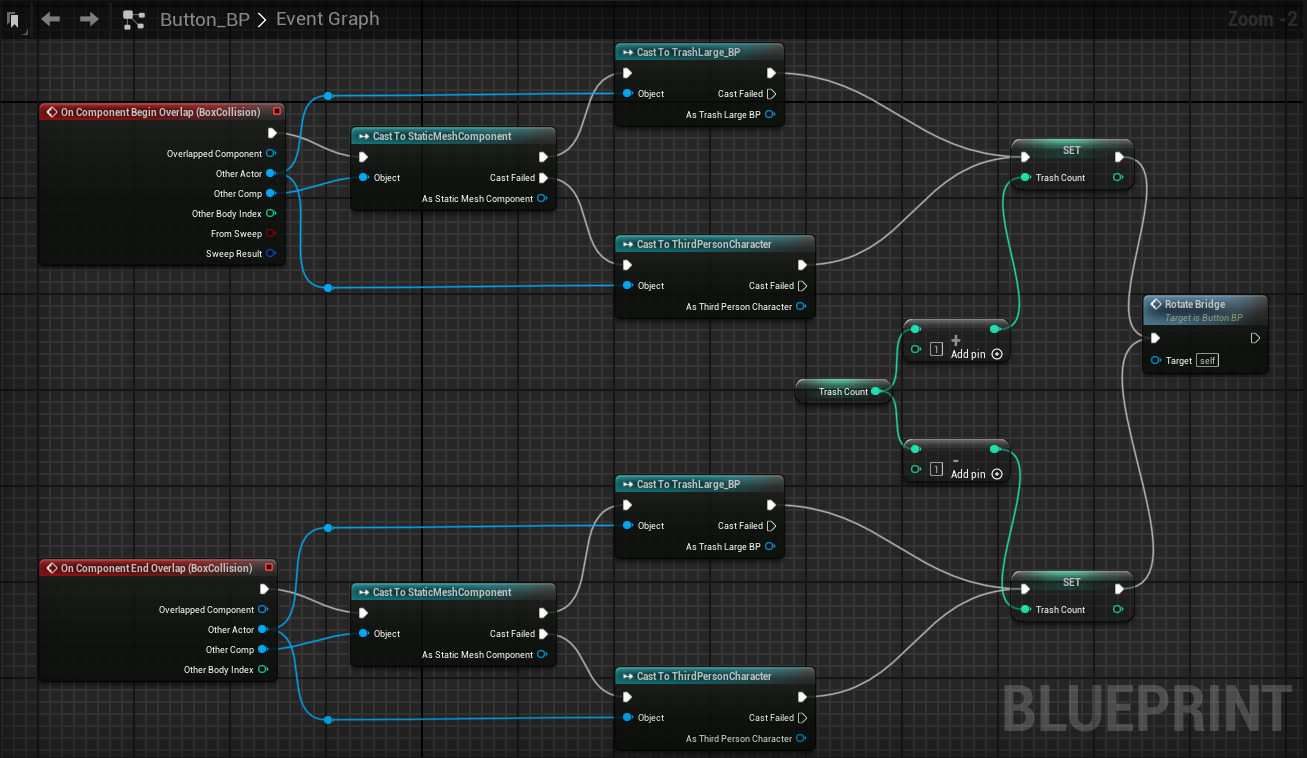 Button_BP > Event Graph
Zoom -2
Cast To TrashLarge_BP
Cast Failed
Object
As Trash Large BP
On Component Begin Overlap (BoxCollision)
Overlapped Component
Other Actor
Other Comp
Other Body Index
From Sweep
Sweep Result
Cast To StaticMeshComponent
Object
Cast Failed
As Static Mesh Component
SET
Trash Count
Cast To ThirdPersonCharacter
Object
Cast Failed
As Third Person Character
Rotate Bridge
Target is Button BP
Target self
+
1
Add pin
Trash Count
-
1
Add pin
Cast To TrashLarge_BP
Object
Cast Failed
As Trash Large BP
On Component End Overlap (BoxCollision)
Overlapped Component
Other Actor
Other Comp
Other Body Index
Cast To StaticMeshComponent
Object
Cast Failed
As Static Mesh Component
SET
Trash Count
Cast To ThirdPersonCharacter
Object
Cast Failed
As Third Person Character
BLUEPRINT